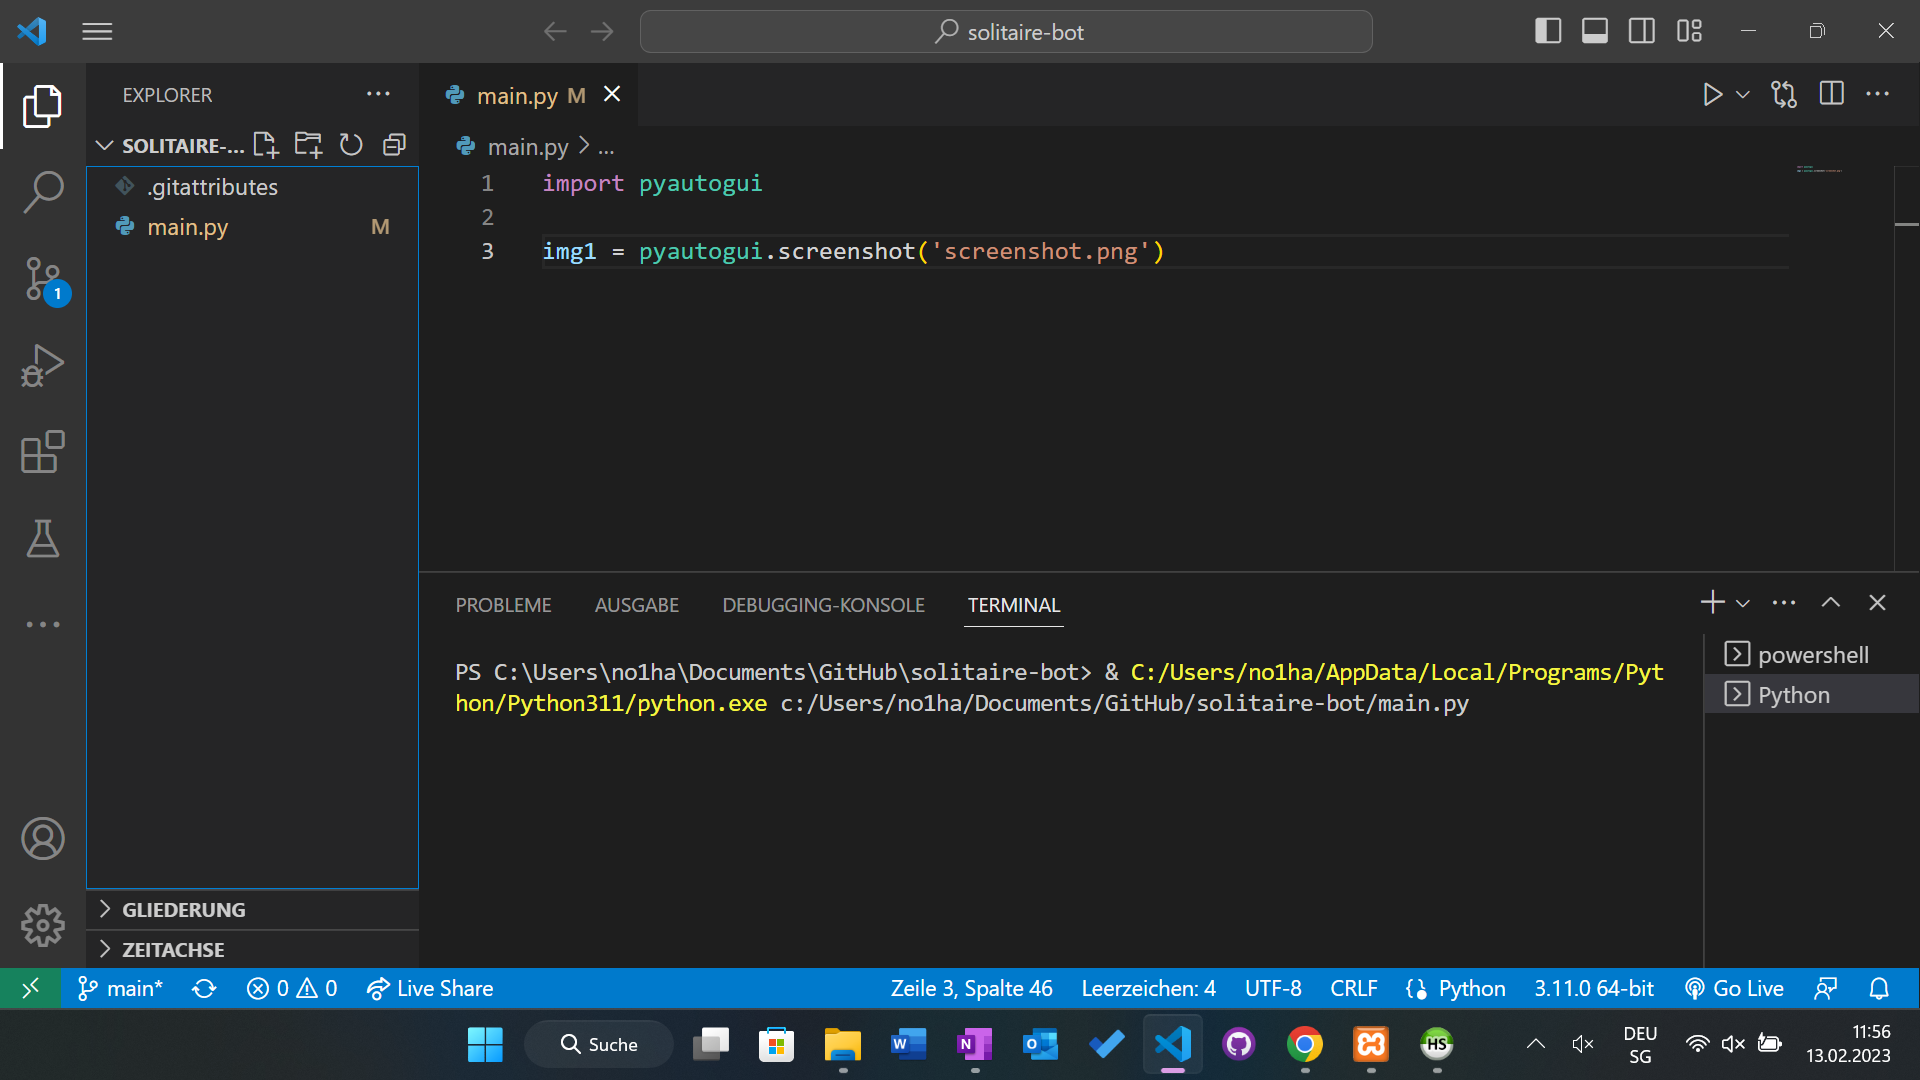 solitaire-bot
EXPLORER
main.py M
SOLITAIRE-...
main.py > ...
.gitattributes
main.py M
1 import pyautogui
2
3 img1 = pyautogui.screenshot('screenshot.png')
1
PROBLEME AUSGABE DEBUGGING-KONSOLE TERMINAL
PS C:\Users\no1ha\Documents\GitHub\solitaire-bot> & C:/Users/no1ha/AppData/Local/Programs/Pyt
hon/Python311/python.exe c:/Users/no1ha/Documents/GitHub/solitaire-bot/main.py
powershell
Python
GLIEDERUNG
ZEITACHSE
main* 0 0 Live Share Zeile 3, Spalte 46 Leerzeichen: 4 UTF-8 CRLF Python 3.11.0 64-bit Go Live
Suche
W
N
O
HS
DEU
SG
11:56
13.02.2023